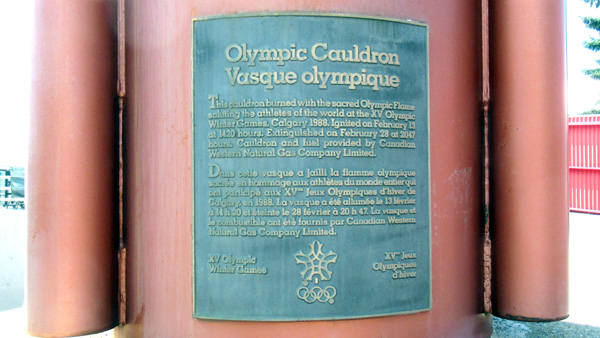 Olympic Cauldron
Vasque olympique
This cauldron burned with the sacred Olympic Flame
saluting the athletes of the world at the XV Olympic
Winter Games, Calgary 1988. Ignited on February 13
at 1420 hours. Extinguished on February 28 at 2047
hours. Cauldron and fuel provided by Canadian
Western Natural Gas Company Limited.
Dans cette vasque a jailli la flamme olympique
sacrée en hommage aux athlètes du monde entier qui
ont participé aux XVmes Jeux Olympiques d'hiver de
Calgary, en 1988. La vasque a été allumée le 13 février
à 14 h 20 et éteinte le 28 février à 20 h 47. La vasque et
le combustible ont été fournis par Canadian Western
Natural Gas Company Limited.
XV Olympic
Winter Games
XVmes Jeux
Olympiques
d'hiver